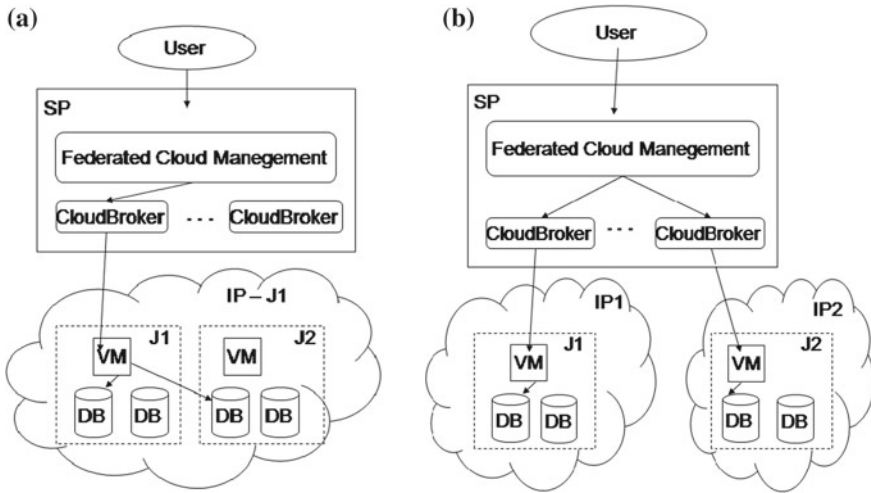 (a)
User
SP
Federated Cloud Manegement
CloudBroker
- - -
CloudBroker
IP – J1
J1
J2
VM
VM
DB
DB
DB
DB
(b)
User
SP
Federated Cloud Manegement
CloudBroker
- - -
CloudBroker
IP1
IP2
J1
J2
VM
VM
DB
DB
DB
DB